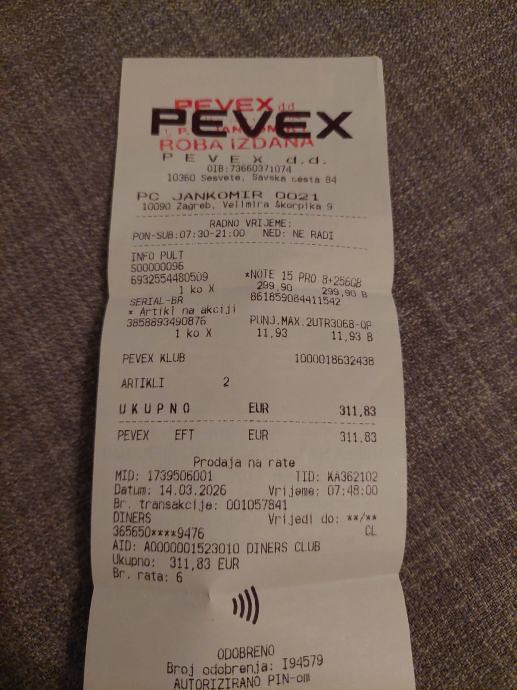 PEVEX d.d.
PEVEX
ROBA IZDANA
PEVEX d.d.
OIB:73660371074
10360 Sesvete, Savska cesta 84
PC JANKOMIR 0021
10090 Zagreb, Velimira Škorpika 9
RADNO VRIJEME:
PON-SUB:07:30-21:00 NED: NE RADI
INFO PULT
S00000096
6932554480509 *NOTE 15 PRO 8+256GB
1 ko X 299,90 299,90 B
SERIAL-BR 861859084411542
* Artikl na akciji
3858893490876 PUNJ.MAX.2UTR3068-QP
1 ko X 11,93 11,93 B
PEVEX KLUB 1000018632438
ARTIKLI 2
UKUPNO EUR 311,83
PEVEX EFT EUR 311,83
Prodaja na rate
MID: 1739506001 TID: KA362102
Datum: 14.03.2026 Vrijeme: 07:48:00
Br. transakcije: 001057841
DINERS Vrijedi do: **/**
365650****9476 CL
AID: A0000001523010 DINERS CLUB
Ukupno: 311,83 EUR
Br. rata: 6
ODOBRENO
Broj odobrenja: I94579
AUTORIZIRANO PIN-om